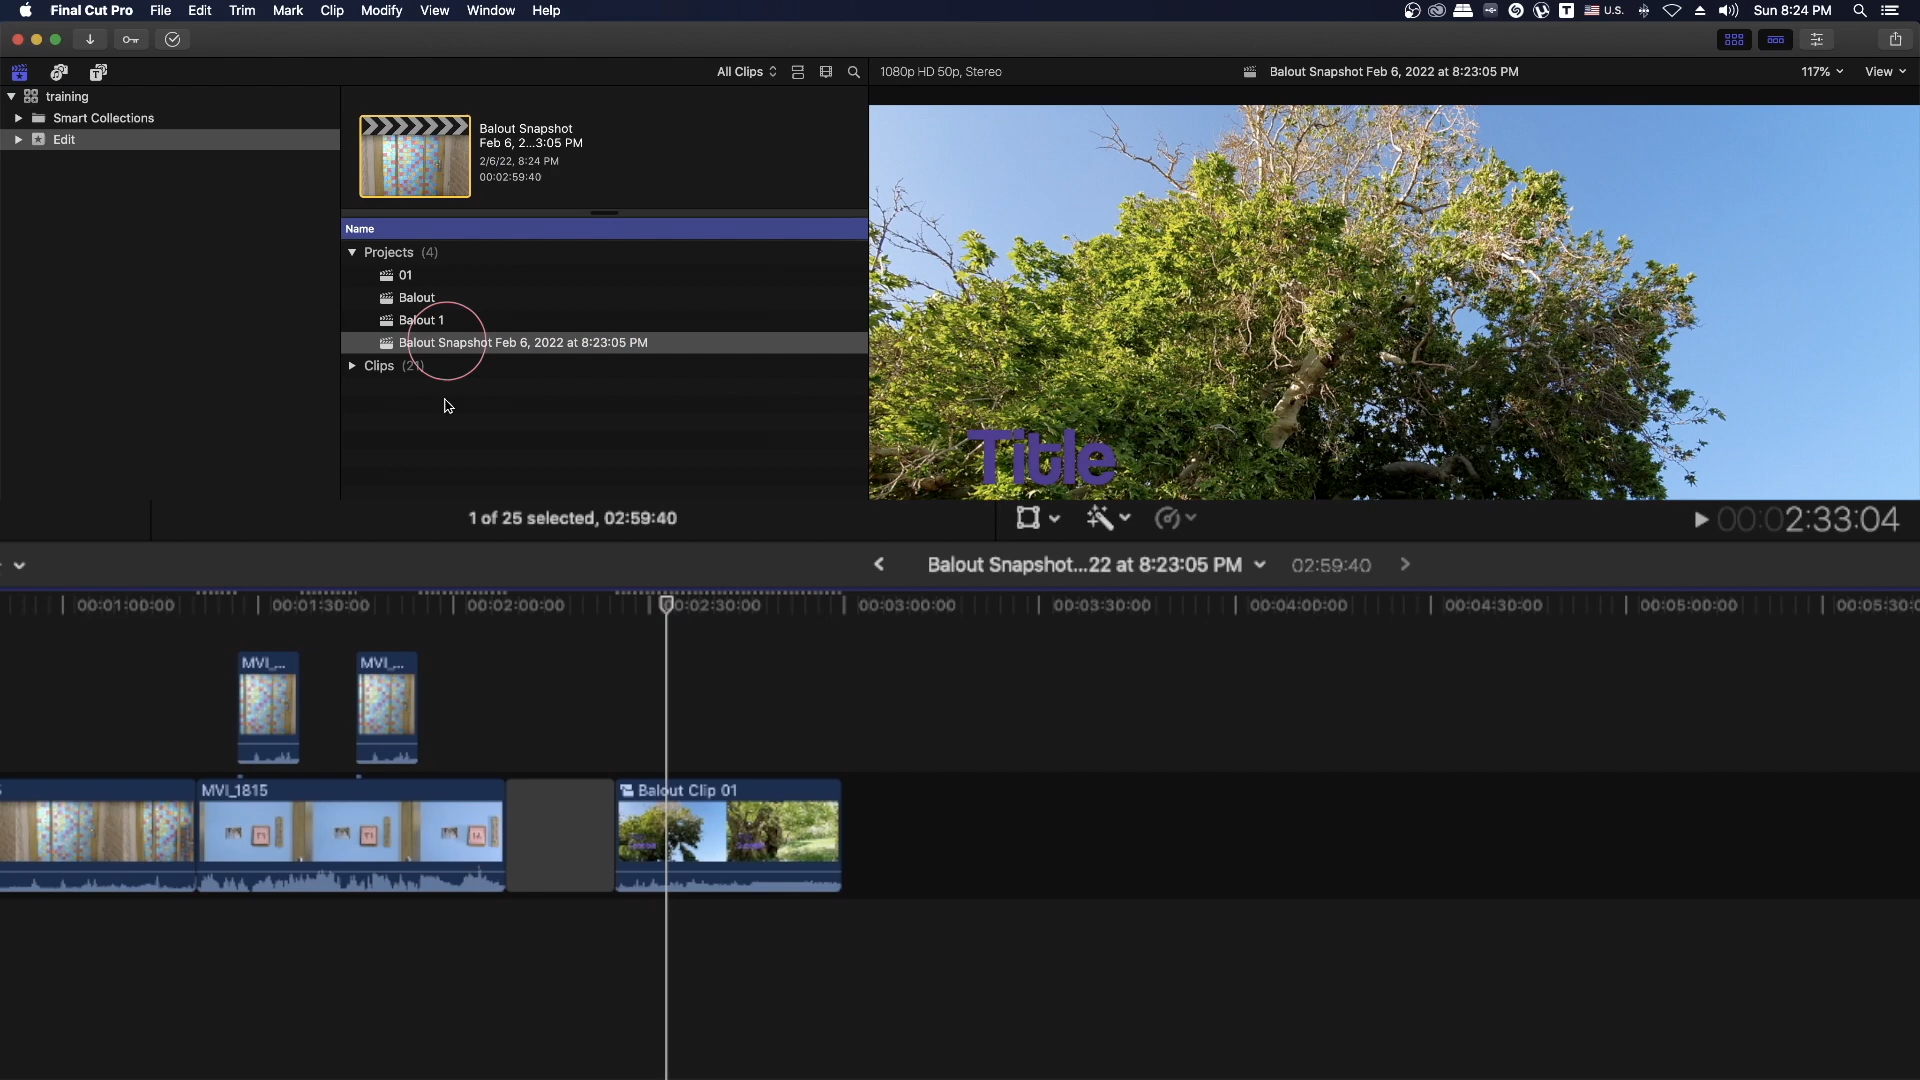 Final Cut Pro File Edit Trim Mark Clip Modify View Window Help
U.S. Sun 8:24 PM
All Clips
1080p HD 50p, Stereo
Balout Snapshot Feb 6, 2022 at 8:23:05 PM
117% View
training
Smart Collections
Edit
Balout Snapshot
Feb 6, 2...3:05 PM
2/6/22, 8:24 PM
00:02:59:40
Name
Projects (4)
01
Balout
Balout 1
Balout Snapshot Feb 6, 2022 at 8:23:05 PM
Clips (21)
Title
1 of 25 selected, 02:59:40
00:02:33:04
Balout Snapshot...22 at 8:23:05 PM 02:59:40
00:01:00:00 00:01:30:00 00:02:00:00 00:02:30:00 00:03:00:00 00:03:30:00 00:04:00:00 00:04:30:00 00:05:00:00 00:05:30:0
MVI_... MVI_...
MVI_1815
Balout Clip 01